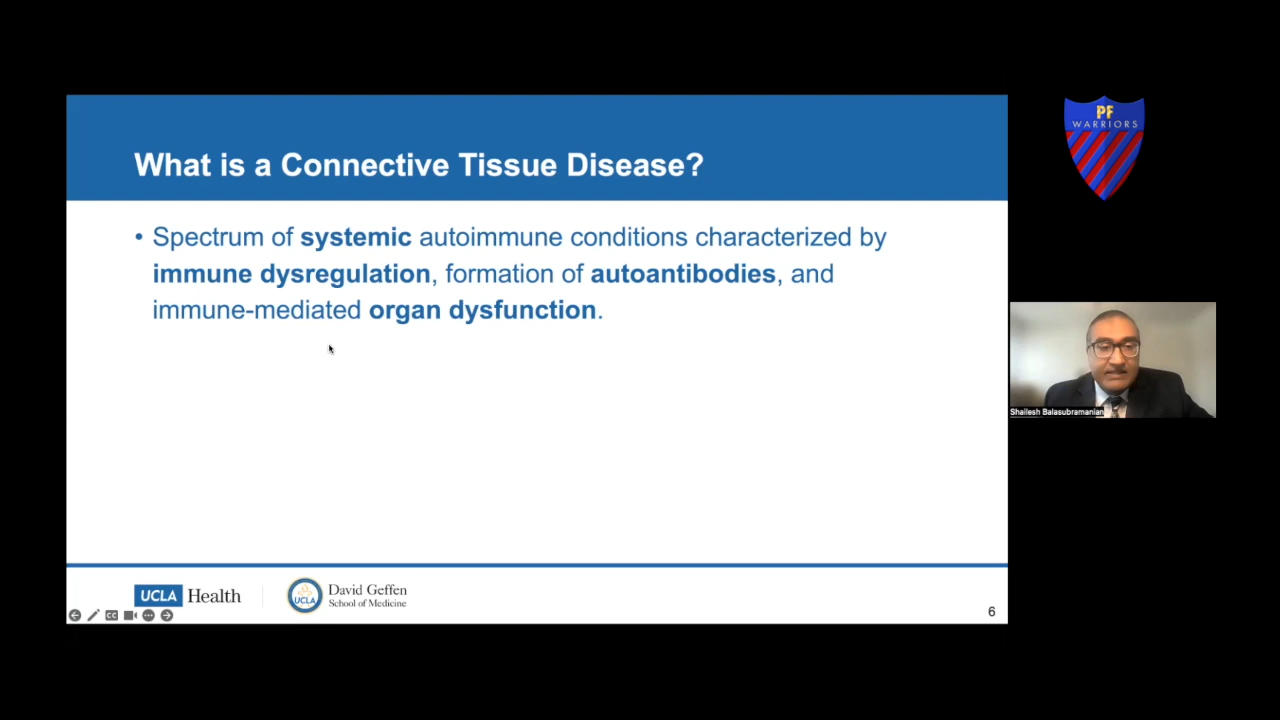 What is a Connective Tissue Disease?
• Spectrum of systemic autoimmune conditions characterized by
immune dysregulation, formation of autoantibodies, and
immune-mediated organ dysfunction.
PF
WARRIORS
Shailesh Balasubramanian
UCLA Health
UCLA
David Geffen
School of Medicine
CC
6